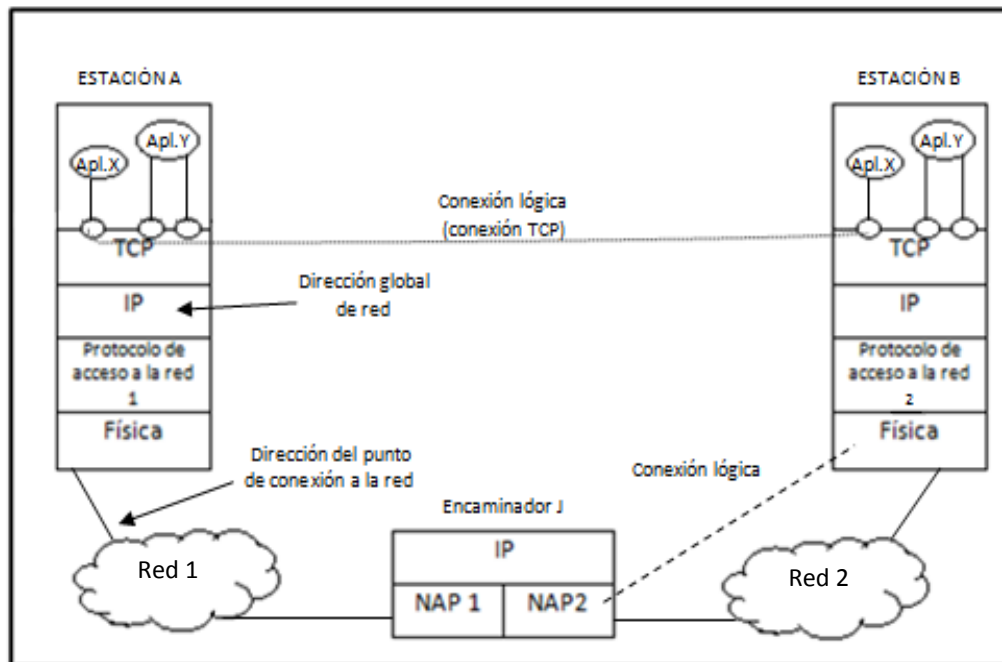 ESTACIÓN A
ESTACIÓN B
Apl.X
Apl.Y
Apl.X
Apl.Y
Conexión lógica
(conexión TCP)
TCP
TCP
Dirección global
de red
IP
IP
Protocolo de
acceso a la red
1
Protocolo de
acceso a la red
2
Física
Física
Dirección del punto
de conexión a la red
Conexión lógica
Encaminador J
Red 1
IP
Red 2
NAP 1
NAP2